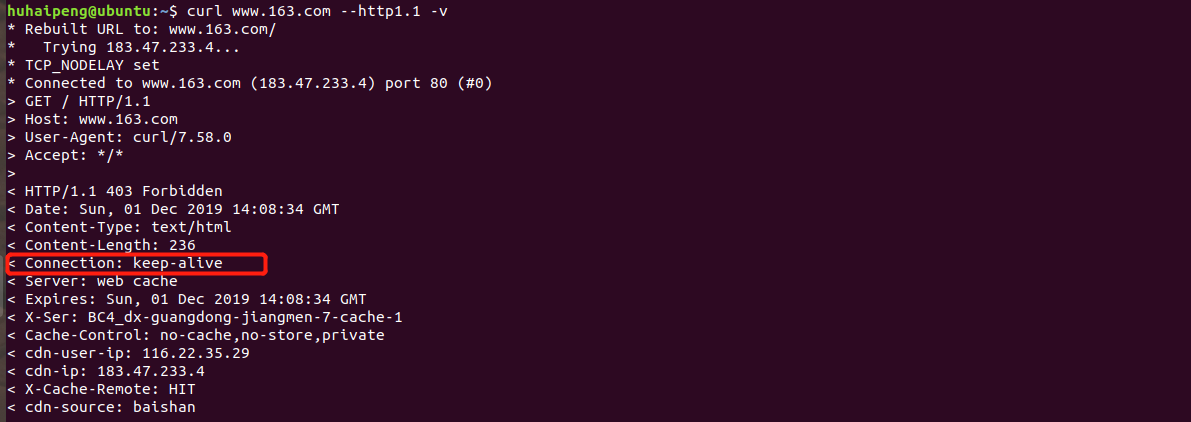 huhaipeng@ubuntu:~$ curl www.163.com --http1.1 -v
* Rebuilt URL to: www.163.com/
*   Trying 183.47.233.4...
* TCP_NODELAY set
* Connected to www.163.com (183.47.233.4) port 80 (#0)
> GET / HTTP/1.1
> Host: www.163.com
> User-Agent: curl/7.58.0
> Accept: */*
>
< HTTP/1.1 403 Forbidden
< Date: Sun, 01 Dec 2019 14:08:34 GMT
< Content-Type: text/html
< Content-Length: 236
< Connection: keep-alive
< Server: web cache
< Expires: Sun, 01 Dec 2019 14:08:34 GMT
< X-Ser: BC4_dx-guangdong-jiangmen-7-cache-1
< Cache-Control: no-cache,no-store,private
< cdn-user-ip: 116.22.35.29
< cdn-ip: 183.47.233.4
< X-Cache-Remote: HIT
< cdn-source: baishan